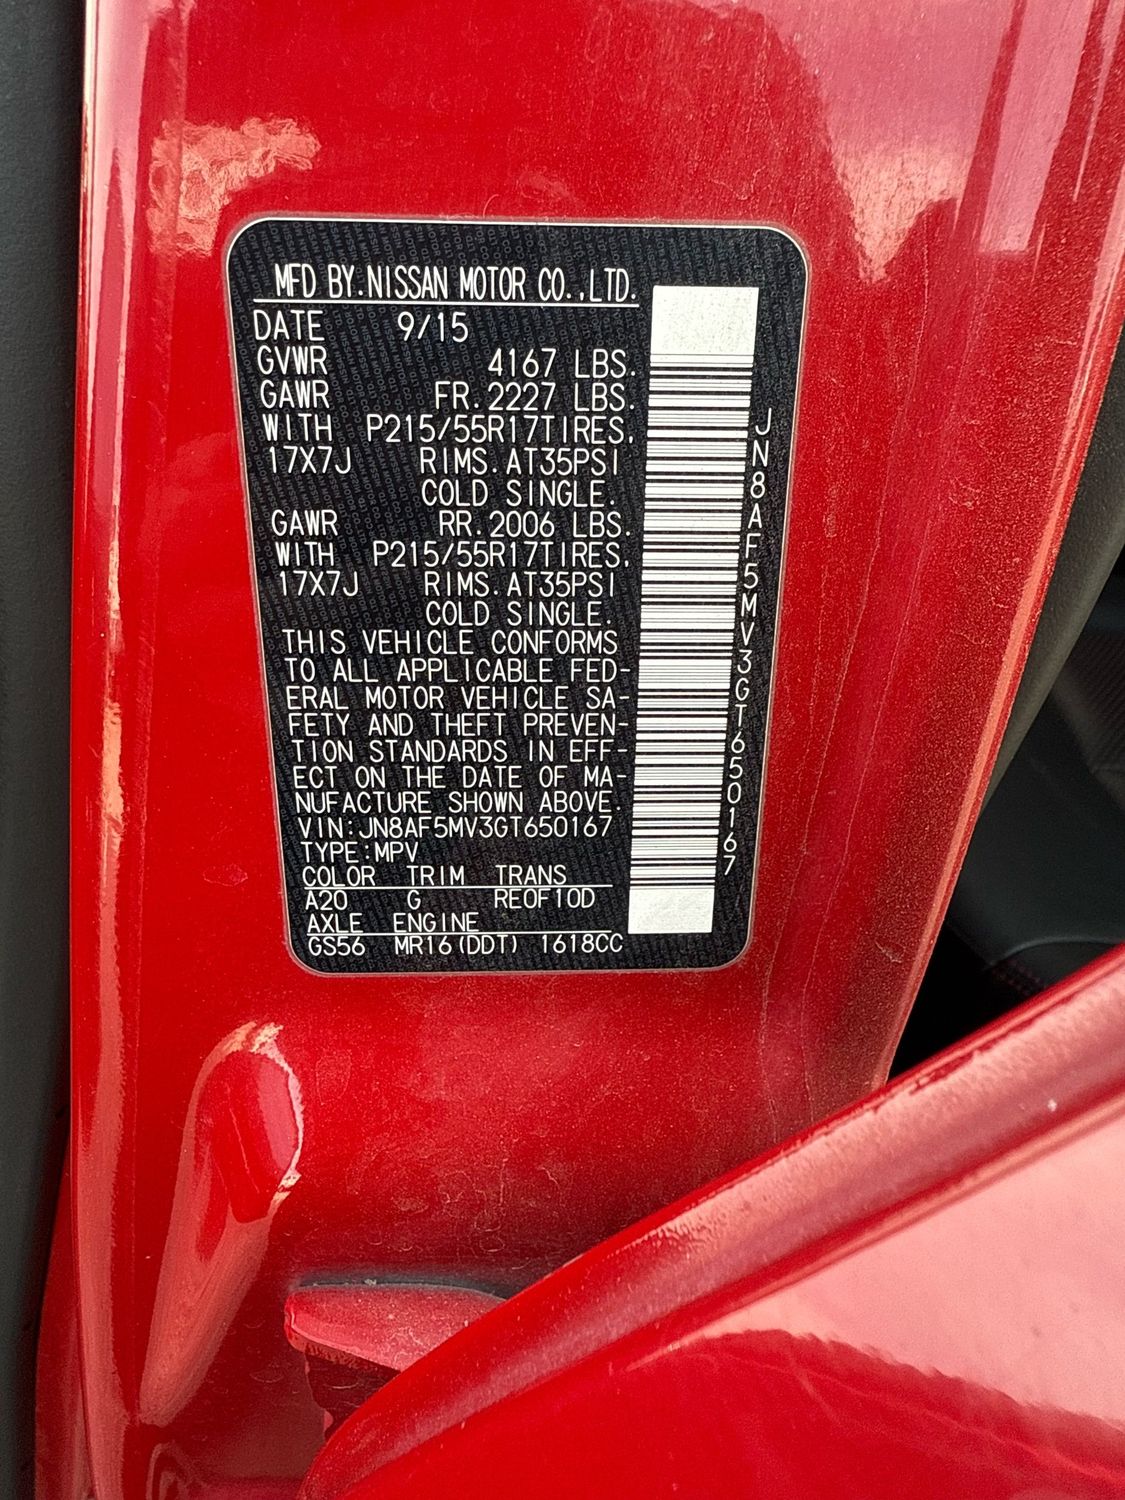 MFD BY.NISSAN MOTOR CO.,LTD.
DATE 9/15
GVWR 4167 LBS.
GAWR FR.2227 LBS.
WITH P215/55R17TIRES.
17X7J RIMS.AT35PSI
COLD SINGLE.
GAWR RR.2006 LBS.
WITH P215/55R17TIRES.
17X7J RIMS.AT35PSI
COLD SINGLE.
THIS VEHICLE CONFORMS
TO ALL APPLICABLE FED-
ERAL MOTOR VEHICLE SA-
FETY AND THEFT PREVEN-
TION STANDARDS IN EFF-
ECT ON THE DATE OF MA-
NUFACTURE SHOWN ABOVE.
VIN:JN8AF5MV3GT650167
TYPE:MPV
COLOR TRIM TRANS
A20 G RE0F10D
AXLE ENGINE
GS56 MR16(DDT) 1618CC
JN8AF5MV3GT650167